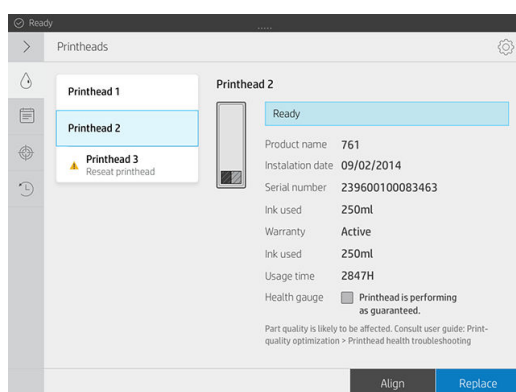 Ready
Printheads
Printhead 1
Printhead 2
Printhead 3
Reseat printhead
Printhead 2
Ready
Product name 761
Instalation date 09/02/2014
Serial number 239600100083463
Ink used 250ml
Warranty Active
Ink used 250ml
Usage time 2847H
Health gauge Printhead is performing
as guaranteed.
Part quality is likely to be affected. Consult user guide: Print-
quality optimization > Printhead health troubleshooting
Align Replace